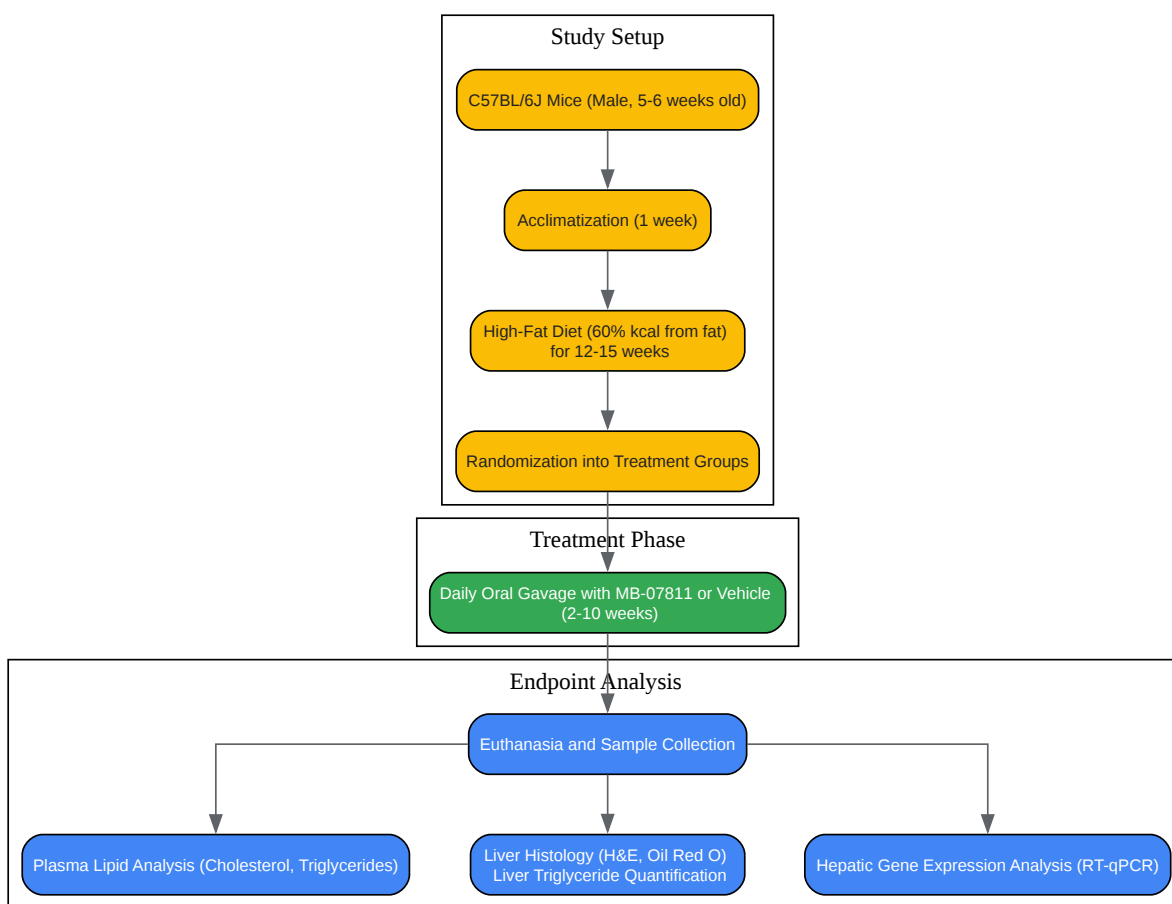 Study Setup
C57BL/6J Mice (Male, 5-6 weeks old)
Acclimatization (1 week)
High-Fat Diet (60% kcal from fat)
for 12-15 weeks
Randomization into Treatment Groups
Treatment Phase
Daily Oral Gavage with MB-07811 or Vehicle
(2-10 weeks)
Endpoint Analysis
Euthanasia and Sample Collection
Plasma Lipid Analysis (Cholesterol, Triglycerides)
Liver Histology (H&E, Oil Red O)
Liver Triglyceride Quantification
Hepatic Gene Expression Analysis (RT-qPCR)